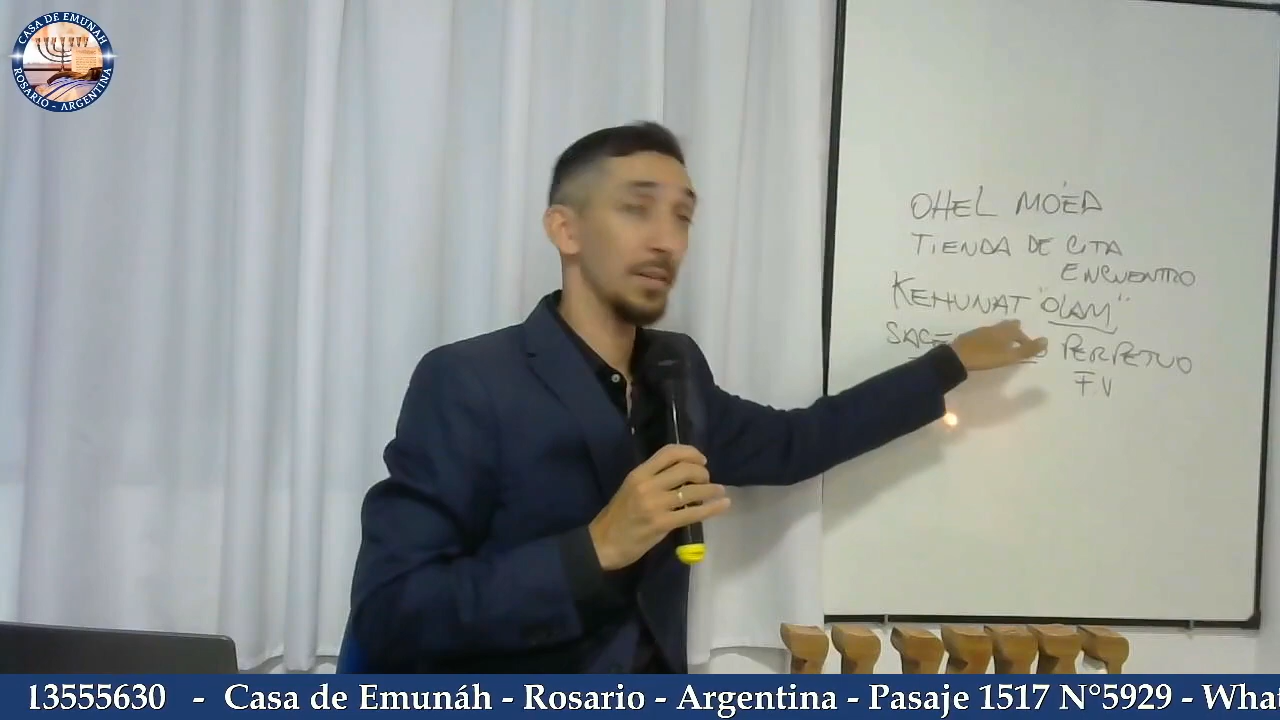 CASA DE EMUNAH
ROSARIO - ARGENTINA
OHEL MOÉD
TIENDA DE CITA
ENCUENTRO
KEHUNAT "OLAM"
PERPETUO
F.V
13555630 - Casa de Emunáh - Rosario - Argentina - Pasaje 1517 N°5929 - Wha